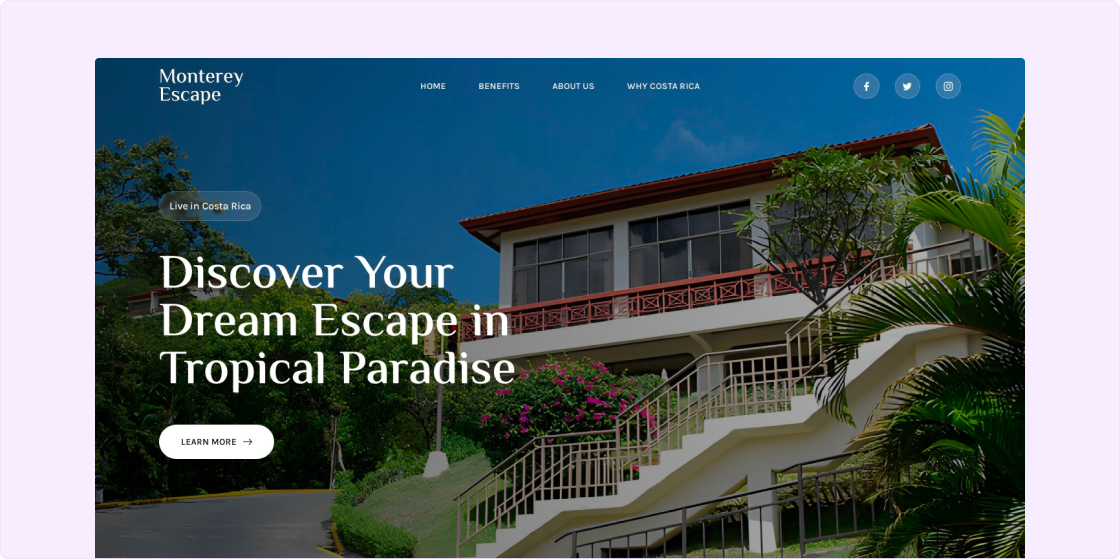 Monterey
Escape
HOME
BENEFITS
ABOUT US
WHY COSTA RICA
Live in Costa Rica
Discover Your
Dream Escape in
Tropical Paradise
LEARN MORE